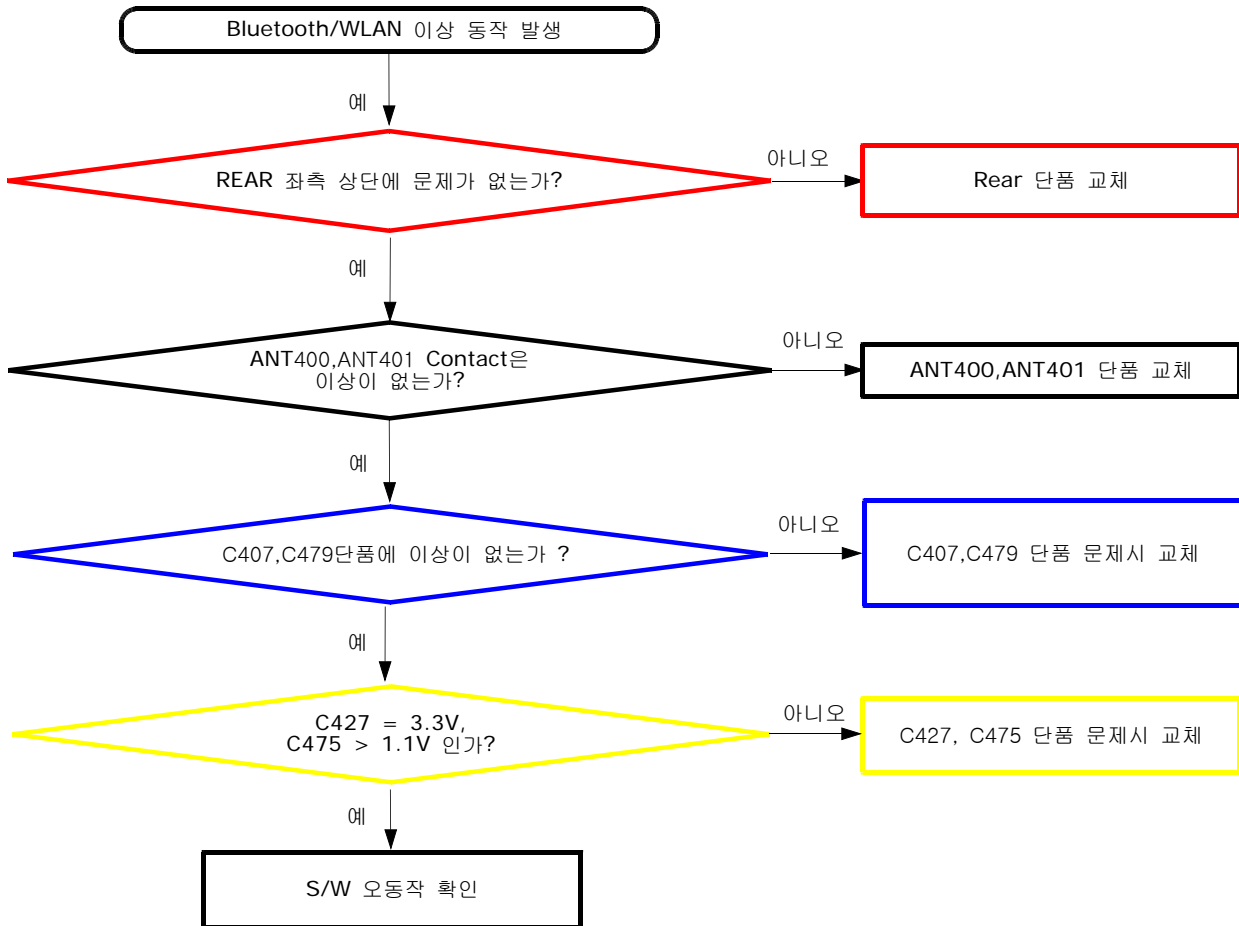 Bluetooth/WLAN 이상 동작 발생
예
REAR 좌측 상단에 문제가 없는가?
아니오
Rear 단품 교체
예
ANT400,ANT401 Contact은
이상이 없는가?
아니오
ANT400,ANT401 단품 교체
예
C407,C479단품에 이상이 없는가 ?
아니오
C407,C479 단품 문제시 교체
예
C427 = 3.3V,
C475 > 1.1V 인가?
아니오
C427, C475 단품 문제시 교체
예
S/W 오동작 확인